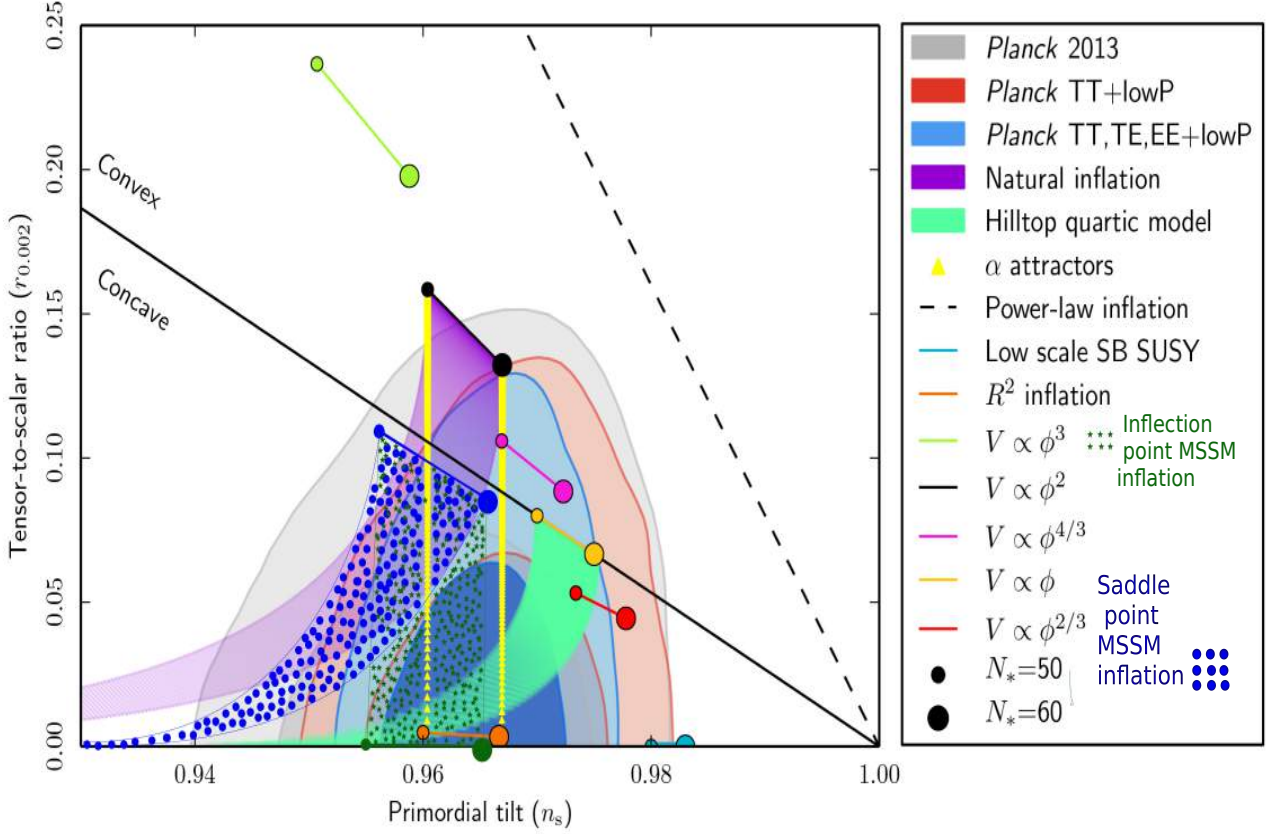 0.25
0.20
0.15
0.10
0.05
0.00
Tensor-to-scalar ratio (r₀.₀₀₂)
Convex
Concave
0.94
0.96
0.98
1.00
Primordial tilt (nₛ)
Planck 2013
Planck TT+lowP
Planck TT,TE,EE+lowP
Natural inflation
Hilltop quartic model
α attractors
Power-law inflation
Low scale SB SUSY
R² inflation
V ∝ ϕ³
V ∝ ϕ²
V ∝ ϕ^{4/3}
V ∝ ϕ
V ∝ ϕ^{2/3}
N∗=50
N∗=60
Inflection
point MSSM
inflation
Saddle
point
MSSM
inflation